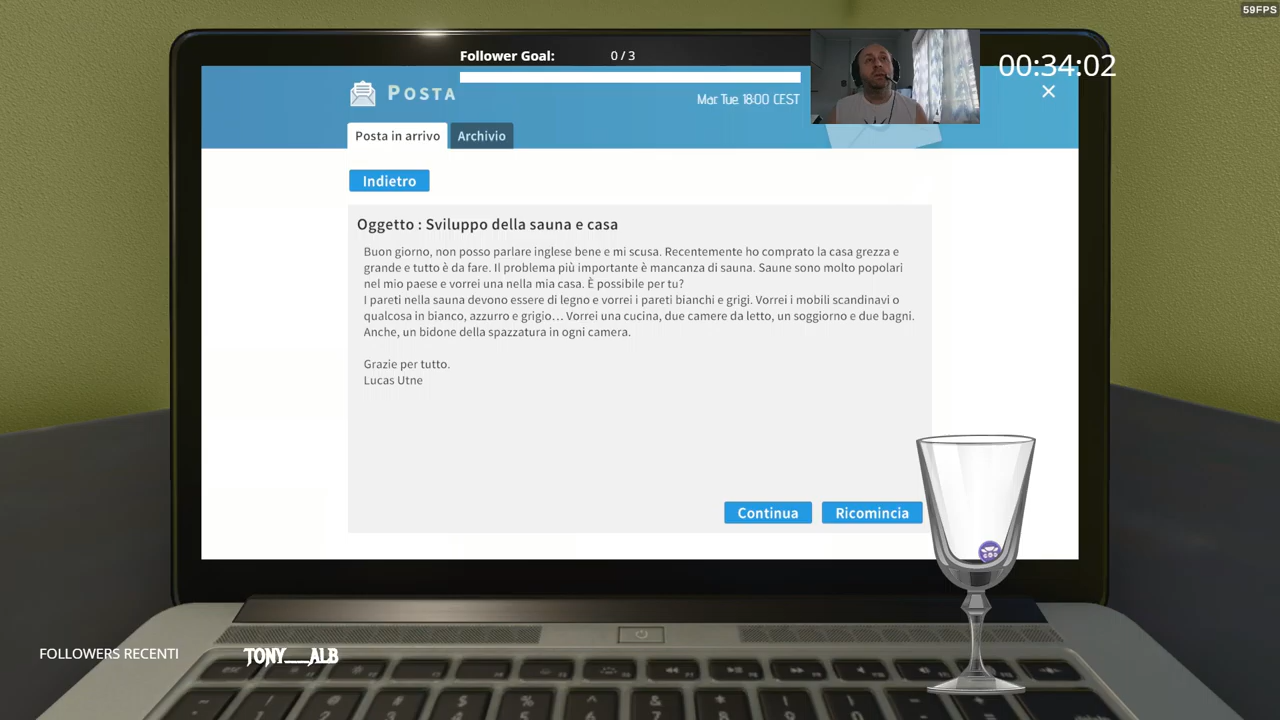 59FPS
Follower Goal: 0 / 3
00:34:02
POSTA
Mar Tue 18:00 CEST
Posta in arrivo
Archivio
Indietro
Oggetto : Sviluppo della sauna e casa
Buon giorno, non posso parlare inglese bene e mi scusa. Recentemente ho comprato la casa grezza e
grande e tutto è da fare. Il problema più importante è mancanza di sauna. Saune sono molto popolari
nel mio paese e vorrei una nella mia casa. È possibile per tu?
I pareti nella sauna devono essere di legno e vorrei i pareti bianchi e grigi. Vorrei i mobili scandinavi o
qualcosa in bianco, azzurro e grigio... Vorrei una cucina, due camere da letto, un soggiorno e due bagni.
Anche, un bidone della spazzatura in ogni camera.
Grazie per tutto.
Lucas Utne
Continua
Ricomincia
FOLLOWERS RECENTI
TONY__ALB